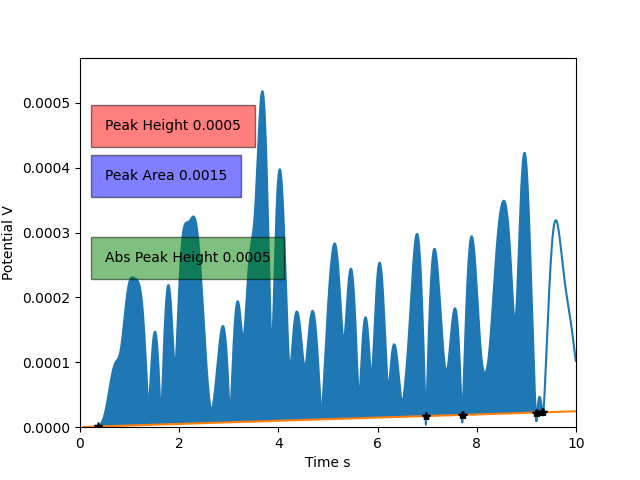 0.0005
0.0004
0.0003
0.0002
0.0001
0.0000
Potential V
Peak Height 0.0005
Peak Area 0.0015
Abs Peak Height 0.0005
0 2 4 6 8 10
Time s